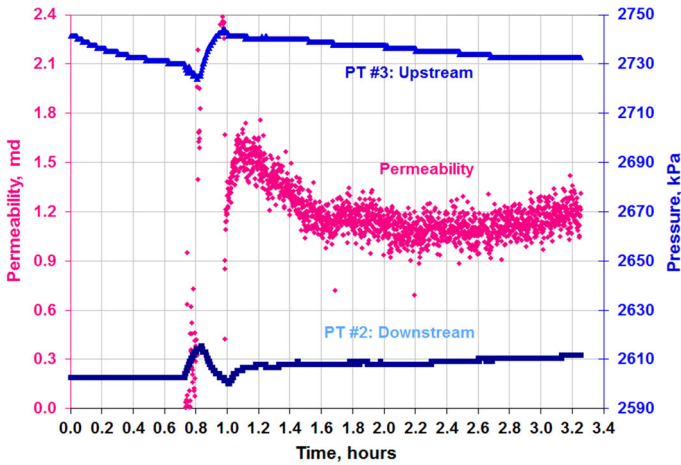 2.4
2.1
1.8
1.5
1.2
0.9
0.6
0.3
0.0
Permeability, md
2750
2730
2710
2690
2670
2650
2630
2610
2590
Pressure, kPa
PT #3: Upstream
Permeability
PT #2: Downstream
0.0 0.2 0.4 0.6 0.8 1.0 1.2 1.4 1.6 1.8 2.0 2.2 2.4 2.6 2.8 3.0 3.2 3.4
Time, hours